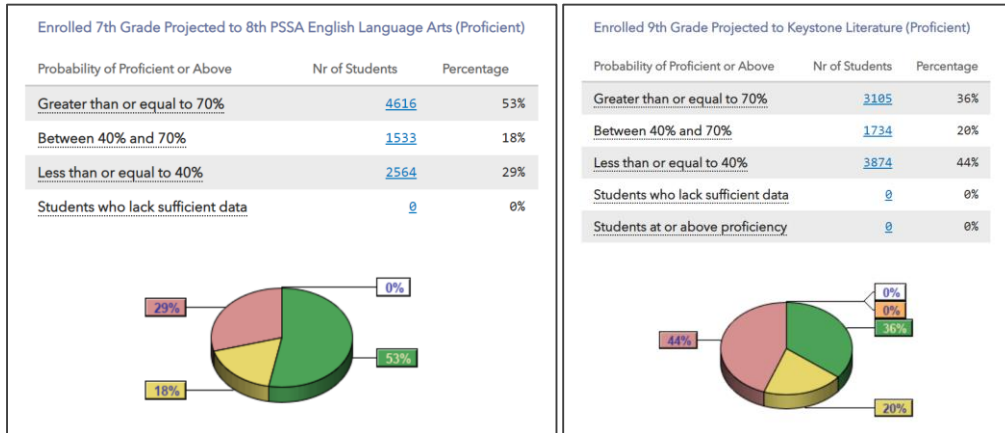 Enrolled 7th Grade Projected to 8th PSSA English Language Arts (Proficient)
Probability of Proficient or Above Nr of Students Percentage
Greater than or equal to 70% 4616 53%
Between 40% and 70% 1533 18%
Less than or equal to 40% 2564 29%
Students who lack sufficient data 0 0%
0%
29%
53%
18%
Enrolled 9th Grade Projected to Keystone Literature (Proficient)
Probability of Proficient or Above Nr of Students Percentage
Greater than or equal to 70% 3105 36%
Between 40% and 70% 1734 20%
Less than or equal to 40% 3874 44%
Students who lack sufficient data 0 0%
Students at or above proficiency 0 0%
0%
0%
36%
44%
20%